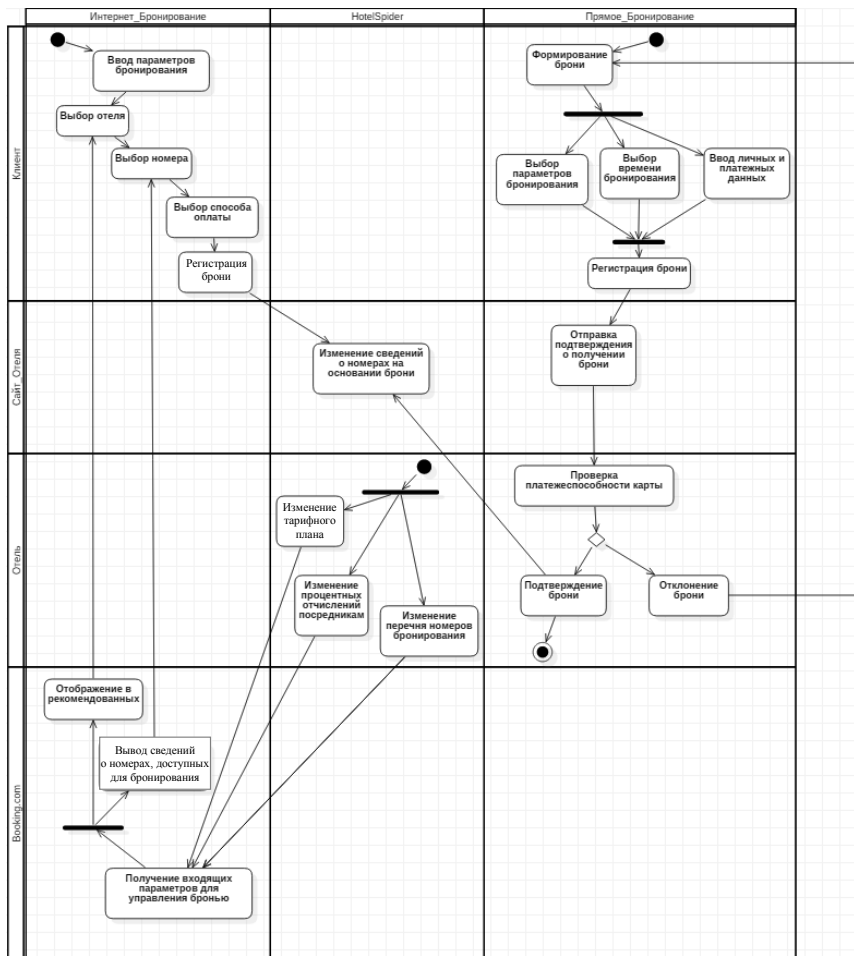 Интернет_Бронирование
HotelSpider
Прямое_Бронирование
Клиент
Ввод параметров
бронирования
Выбор отеля
Выбор номера
Выбор способа
оплаты
Регистрация
брони
Формирование
брони
Выбор
параметров
бронирования
Выбор
времени
бронирования
Ввод личных и
платежных
данных
Регистрация брони
Сайт_Отеля
Изменение сведений
о номерах на
основании брони
Отправка
подтверждения
о получении
брони
Отель
Изменение
тарифного
плана
Изменение
процентных
отчислений
посредникам
Изменение
перечня номеров
бронирования
Проверка
платежеспособности карты
Подтверждение
брони
Отклонение
брони
Booking.com
Отображение в
рекомендованных
Вывод сведений
о номерах, доступных
для бронирования
Получение входящих
параметров для
управления бронью